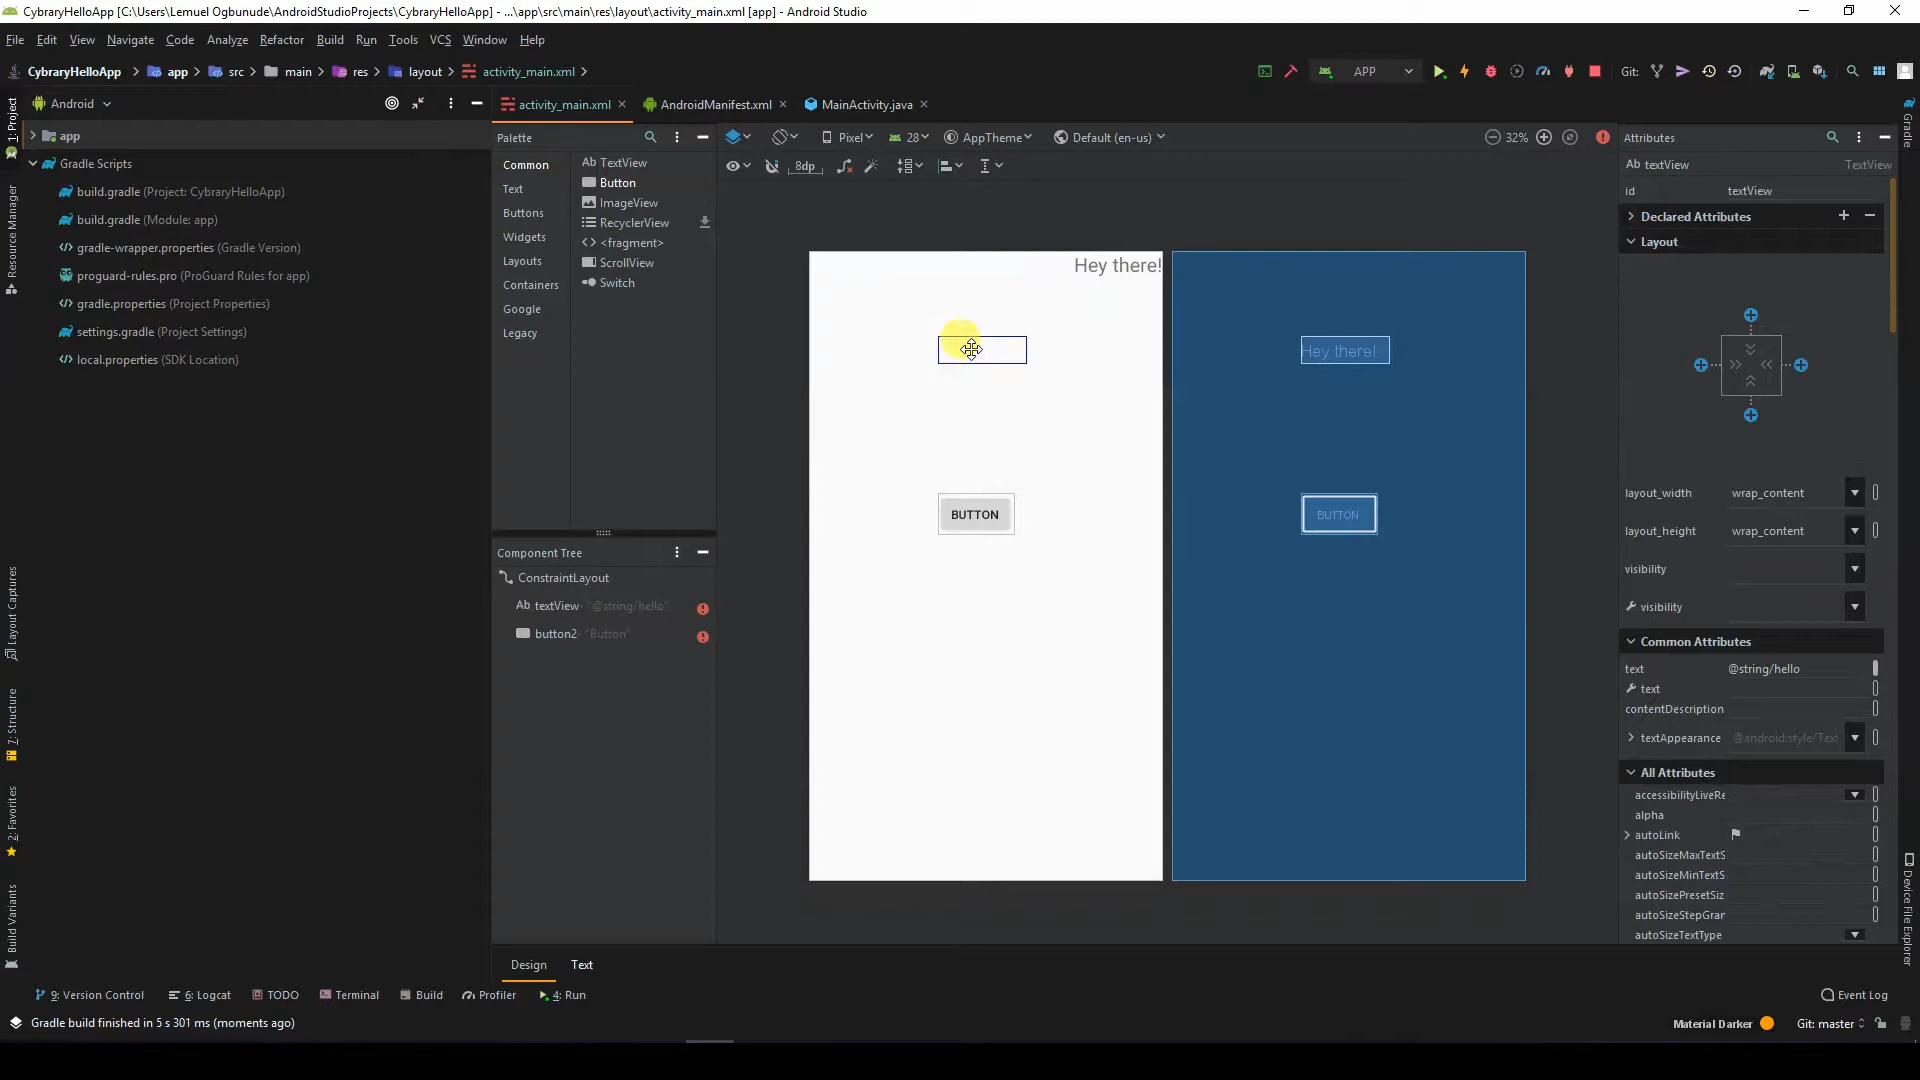 CybraryHelloApp [C:\Users\Lemuel Ogbunude\AndroidStudioProjects\CybraryHelloApp] - ...\app\src\main\res\layout\activity_main.xml [app] - Android Studio
File Edit View Navigate Code Analyze Refactor Build Run Tools VCS Window Help
CybraryHelloApp app src main res layout activity_main.xml APP Git:
Android activity_main.xml AndroidManifest.xml MainActivity.java
1: Project
Resource Manager
Layout Captures
7: Structure
2: Favorites
Build Variants
app
Gradle Scripts
build.gradle (Project: CybraryHelloApp)
build.gradle (Module: app)
gradle-wrapper.properties (Gradle Version)
proguard-rules.pro (ProGuard Rules for app)
gradle.properties (Project Properties)
settings.gradle (Project Settings)
local.properties (SDK Location)
Palette
Common
Text
Buttons
Widgets
Layouts
Containers
Google
Legacy
Ab TextView
Button
ImageView
RecyclerView
<fragment>
ScrollView
Switch
Component Tree
ConstraintLayout
Ab textView- "@string/hello"
button2- "Button"
Pixel 28 AppTheme Default (en-us) 32%
8dp
Hey there!
BUTTON
Hey there!
BUTTON
Attributes
Ab textView TextView
id textView
Declared Attributes
Layout
layout_width wrap_content
layout_height wrap_content
visibility
visibility
Common Attributes
text @string/hello
text
contentDescription
textAppearance @android:style/Text
All Attributes
accessibilityLiveRe
alpha
autoLink
autoSizeMaxTextS
autoSizeMinTextS
autoSizePresetSiz
autoSizeStepGran
autoSizeTextType
Gradle
Device File Explorer
Design Text
9: Version Control 6: Logcat TODO Terminal Build Profiler 4: Run Event Log
Gradle build finished in 5 s 301 ms (moments ago) Material Darker Git: master